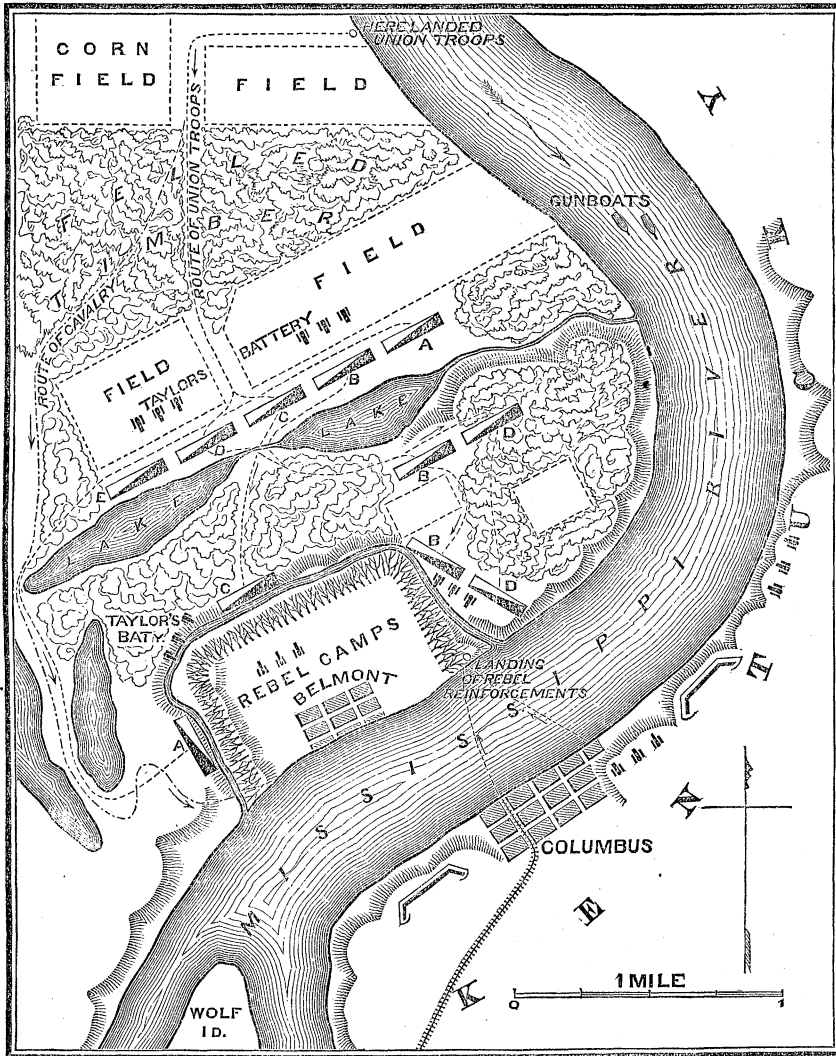 HERE LANDED
UNION TROOPS
CORN
FIELD
FIELD
FELLED
TIMBER
ROUTE OF UNION TROOPS
ROUTE OF CAVALRY
GUNBOATS
FIELD
BATTERY
FIELD
TAYLORS
A
B
C
D
E
LAKE
LAKE
D
B
B
D
C
TAYLOR'S
BATY.
A
REBEL CAMPS
BELMONT
LANDING
OF REBEL
REINFORCEMENTS
MISSISSIPPI RIVER
COLUMBUS
KENTUCKY
WOLF
ID.
1 MILE
0
1